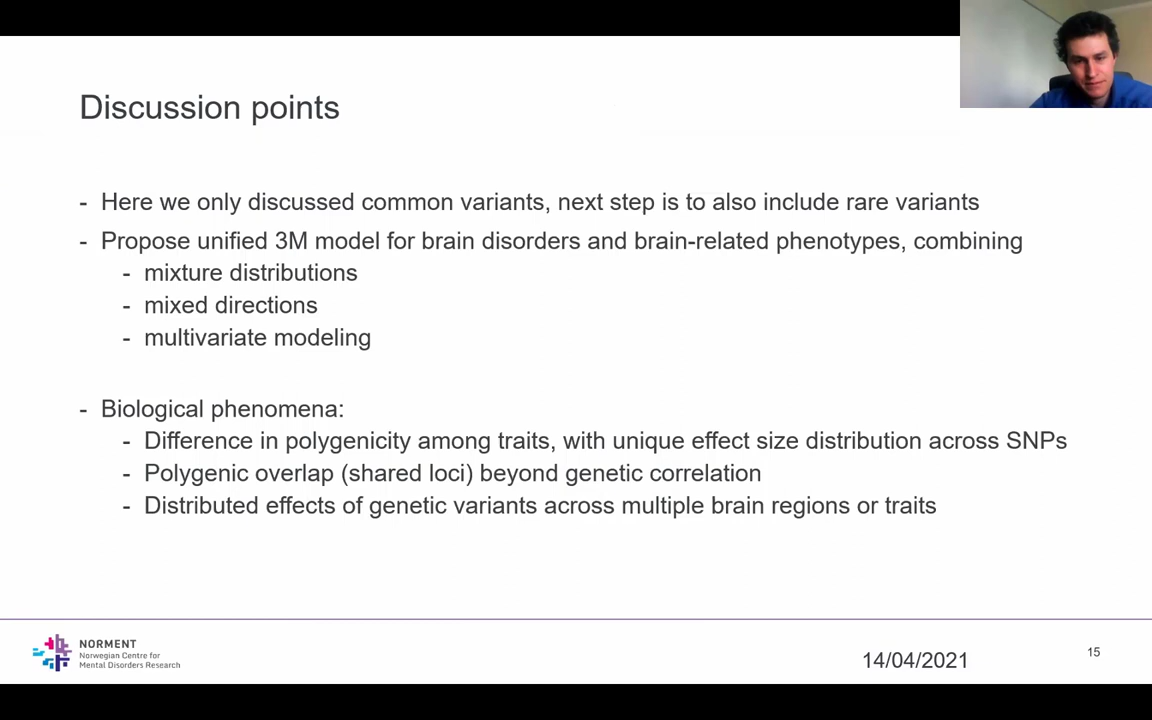 Discussion points
- Here we only discussed common variants, next step is to also include rare variants
- Propose unified 3M model for brain disorders and brain-related phenotypes, combining
- mixture distributions
- mixed directions
- multivariate modeling
- Biological phenomena:
- Difference in polygenicity among traits, with unique effect size distribution across SNPs
- Polygenic overlap (shared loci) beyond genetic correlation
- Distributed effects of genetic variants across multiple brain regions or traits
NORMENT
Norwegian Centre for
Mental Disorders Research
14/04/2021
15